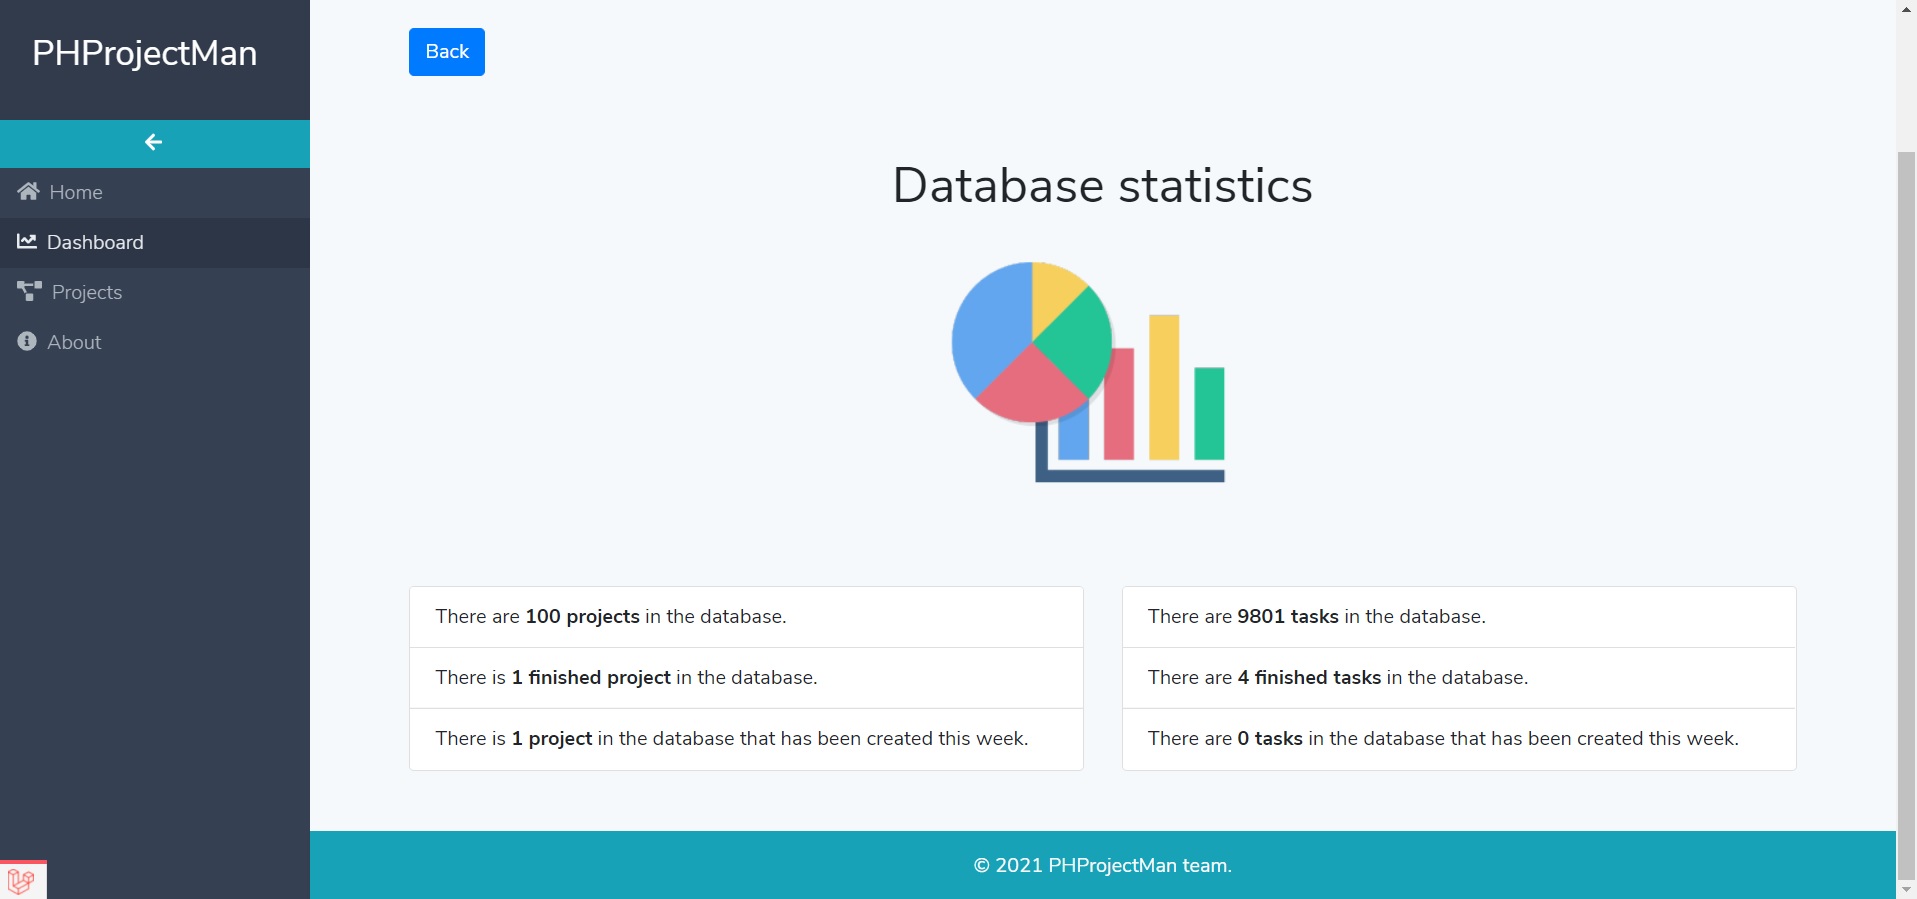 PHProjectMan
Home
Dashboard
Projects
About
Back
Database statistics
There are 100 projects in the database.
There is 1 finished project in the database.
There is 1 project in the database that has been created this week.
There are 9801 tasks in the database.
There are 4 finished tasks in the database.
There are 0 tasks in the database that has been created this week.
© 2021 PHProjectMan team.